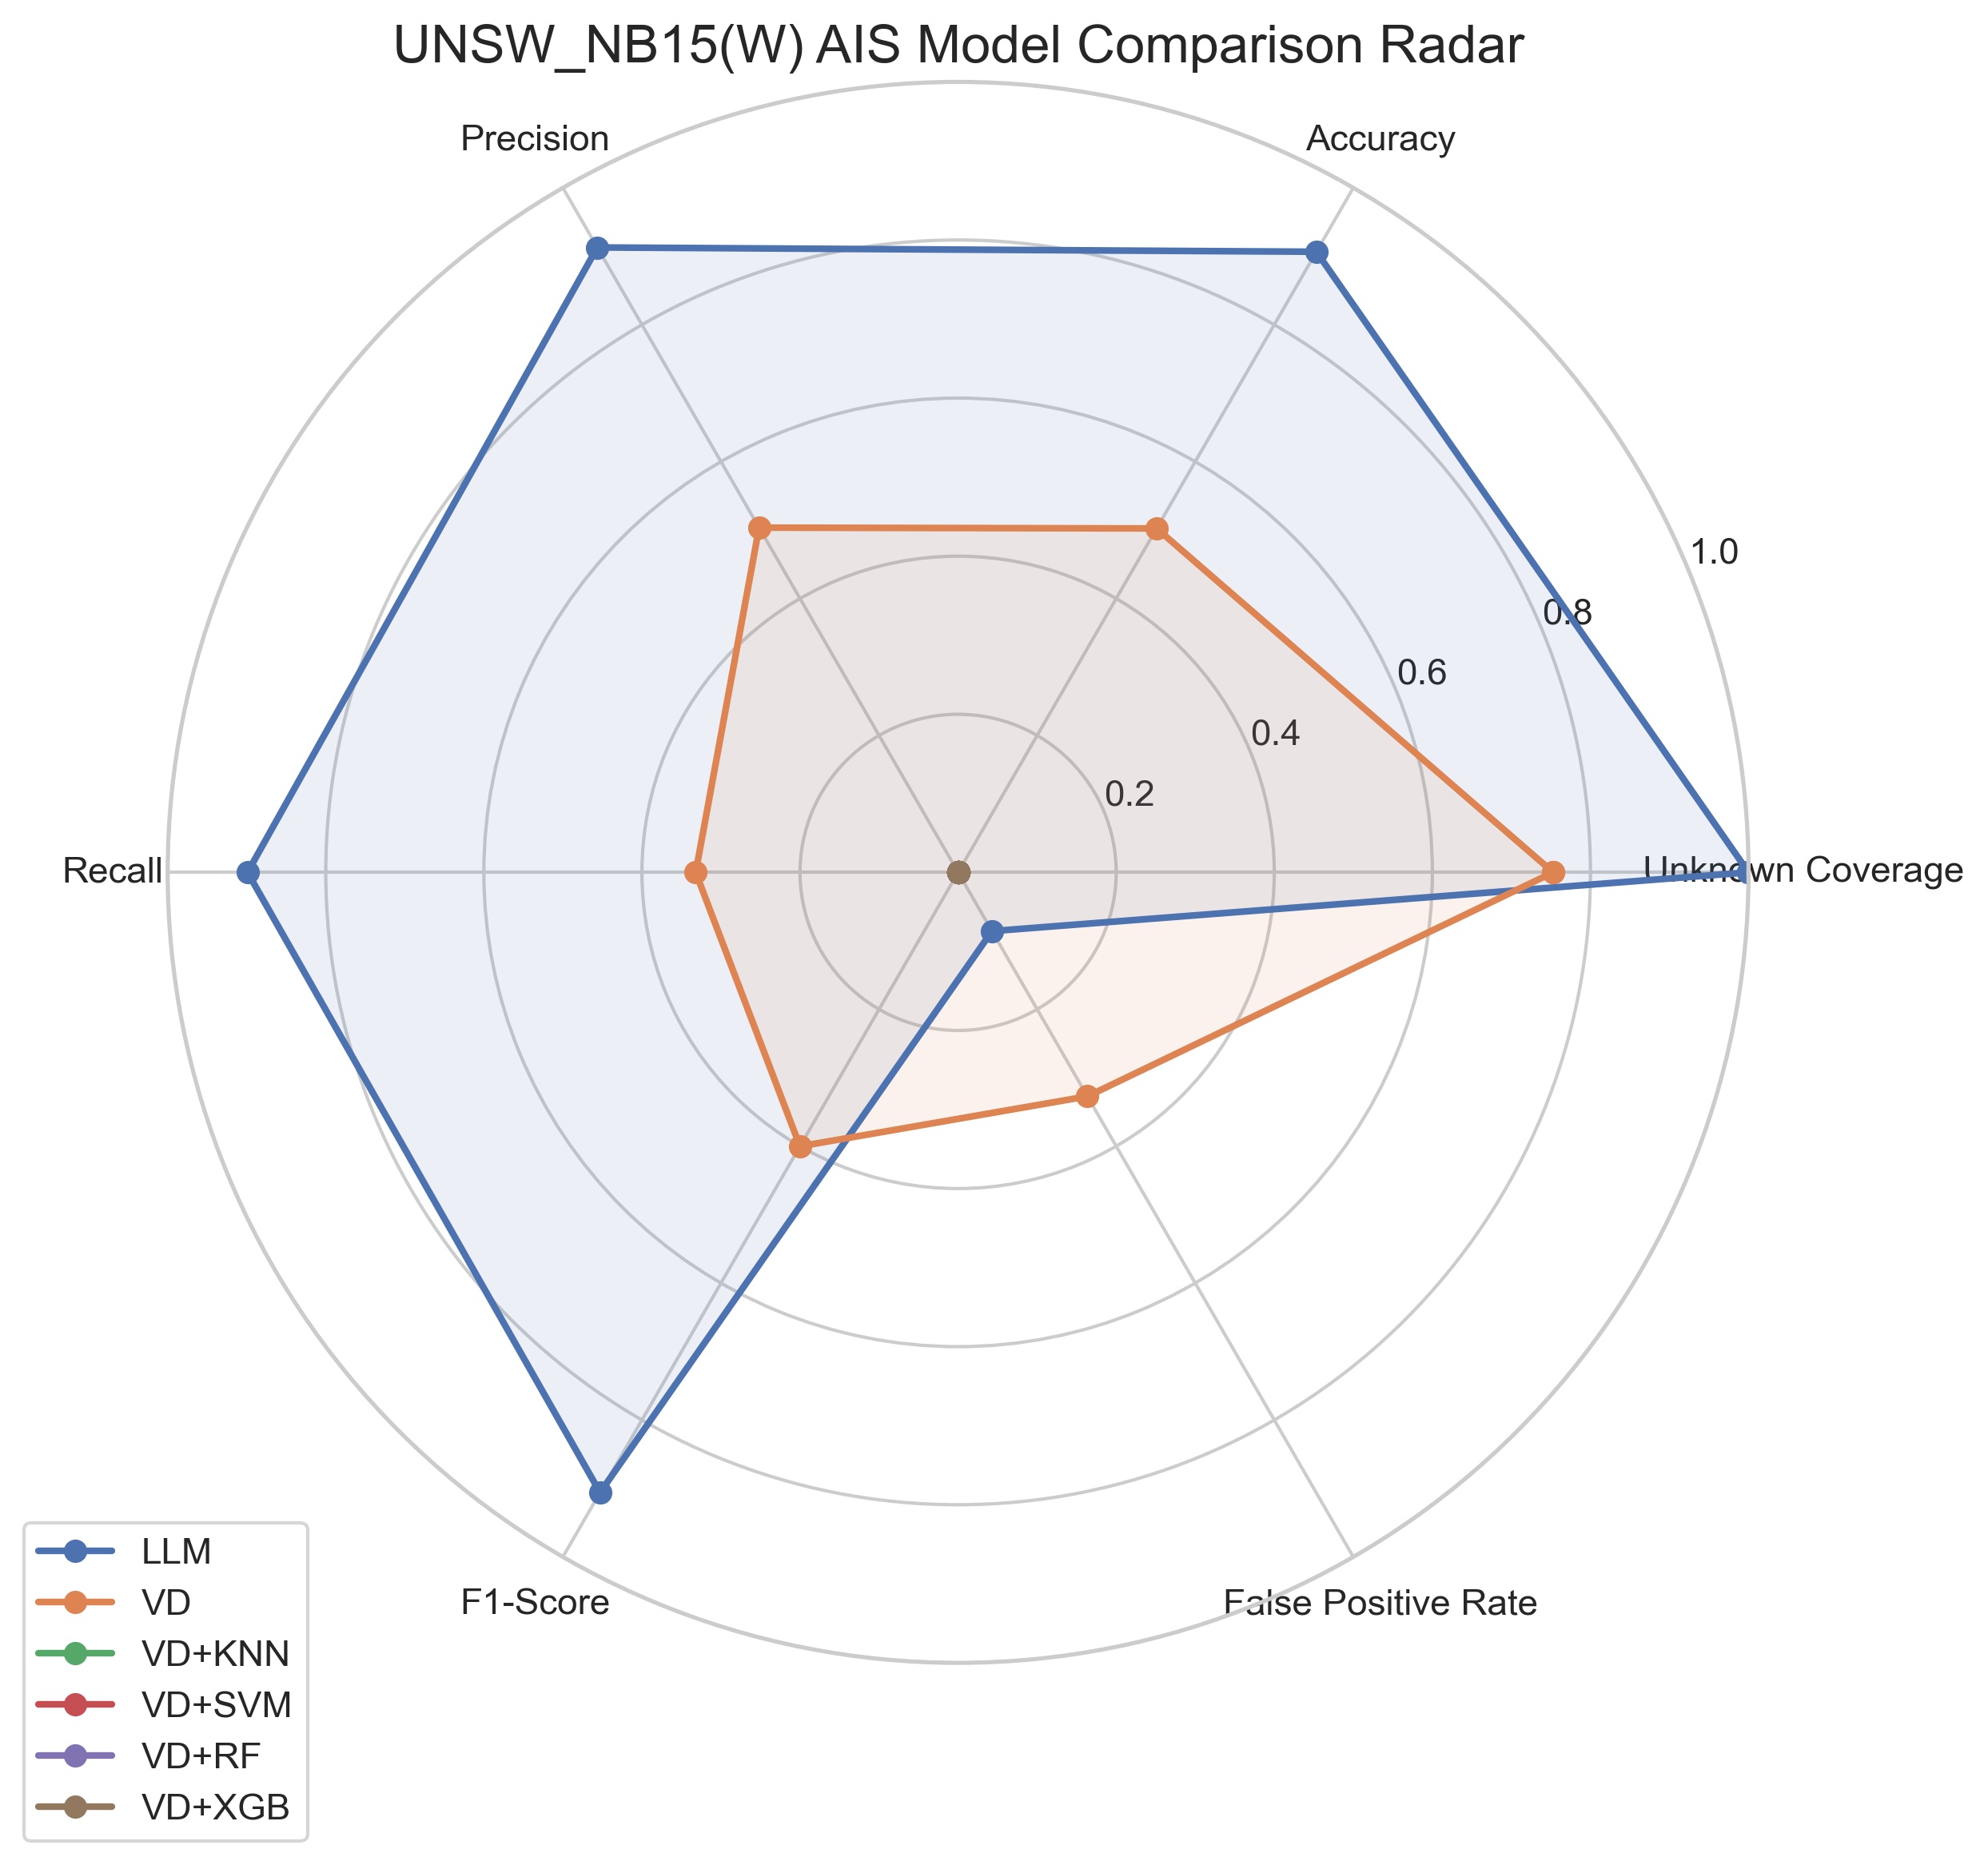 UNSW_NB15(W) AIS Model Comparison Radar
Precision
Accuracy
1.0
0.8
0.6
0.4
0.2
Recall
Unknown Coverage
F1-Score
False Positive Rate
LLM
VD
VD+KNN
VD+SVM
VD+RF
VD+XGB